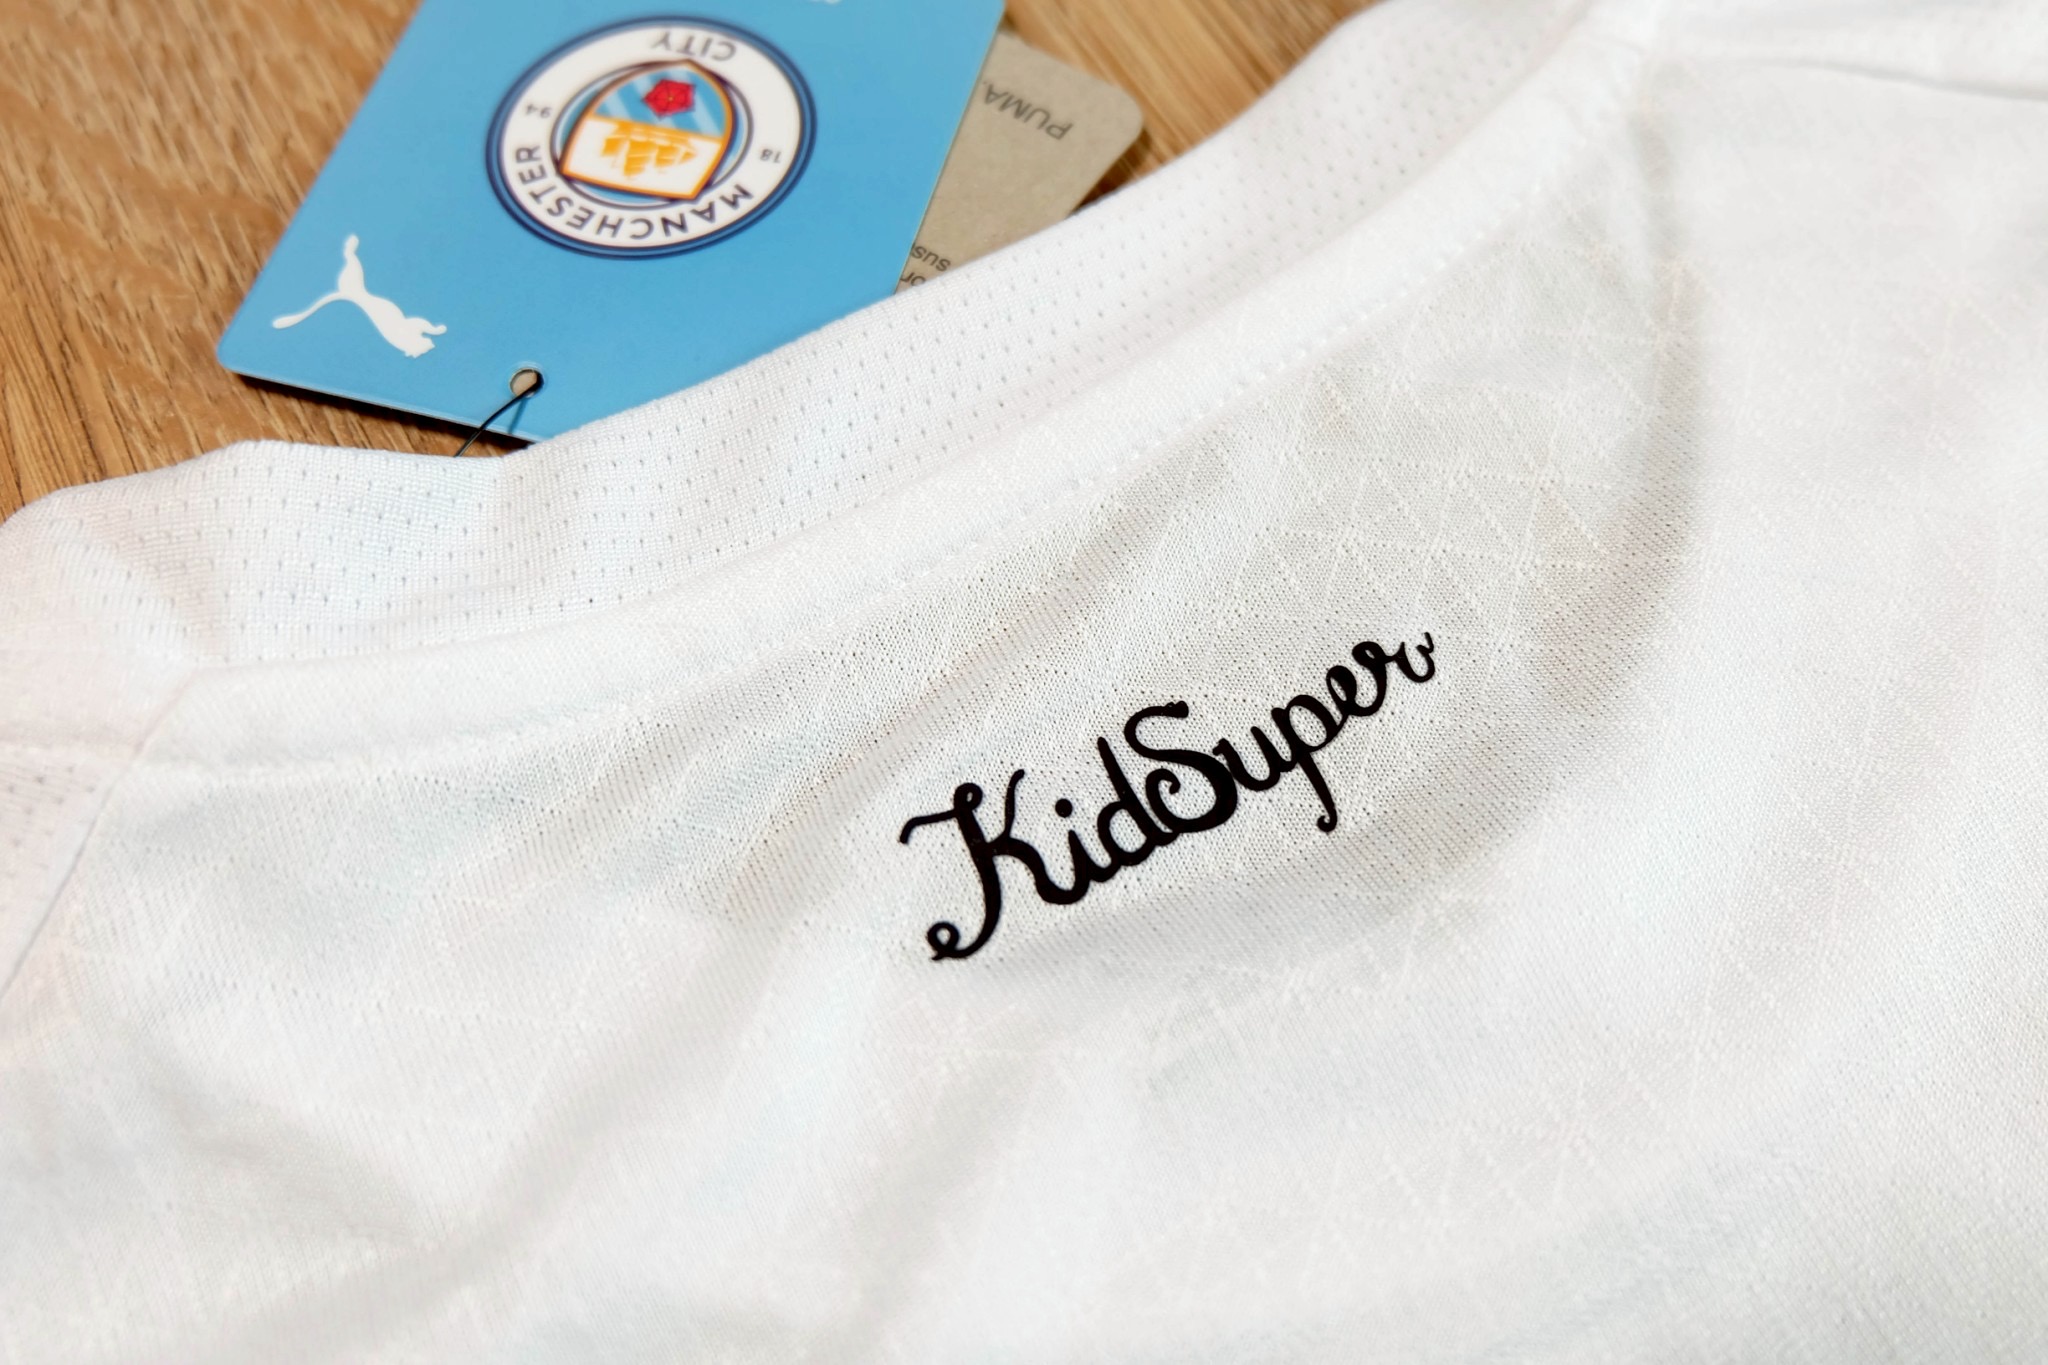 MANCHESTER
CITY
18
94
PUMA.
KidSuper